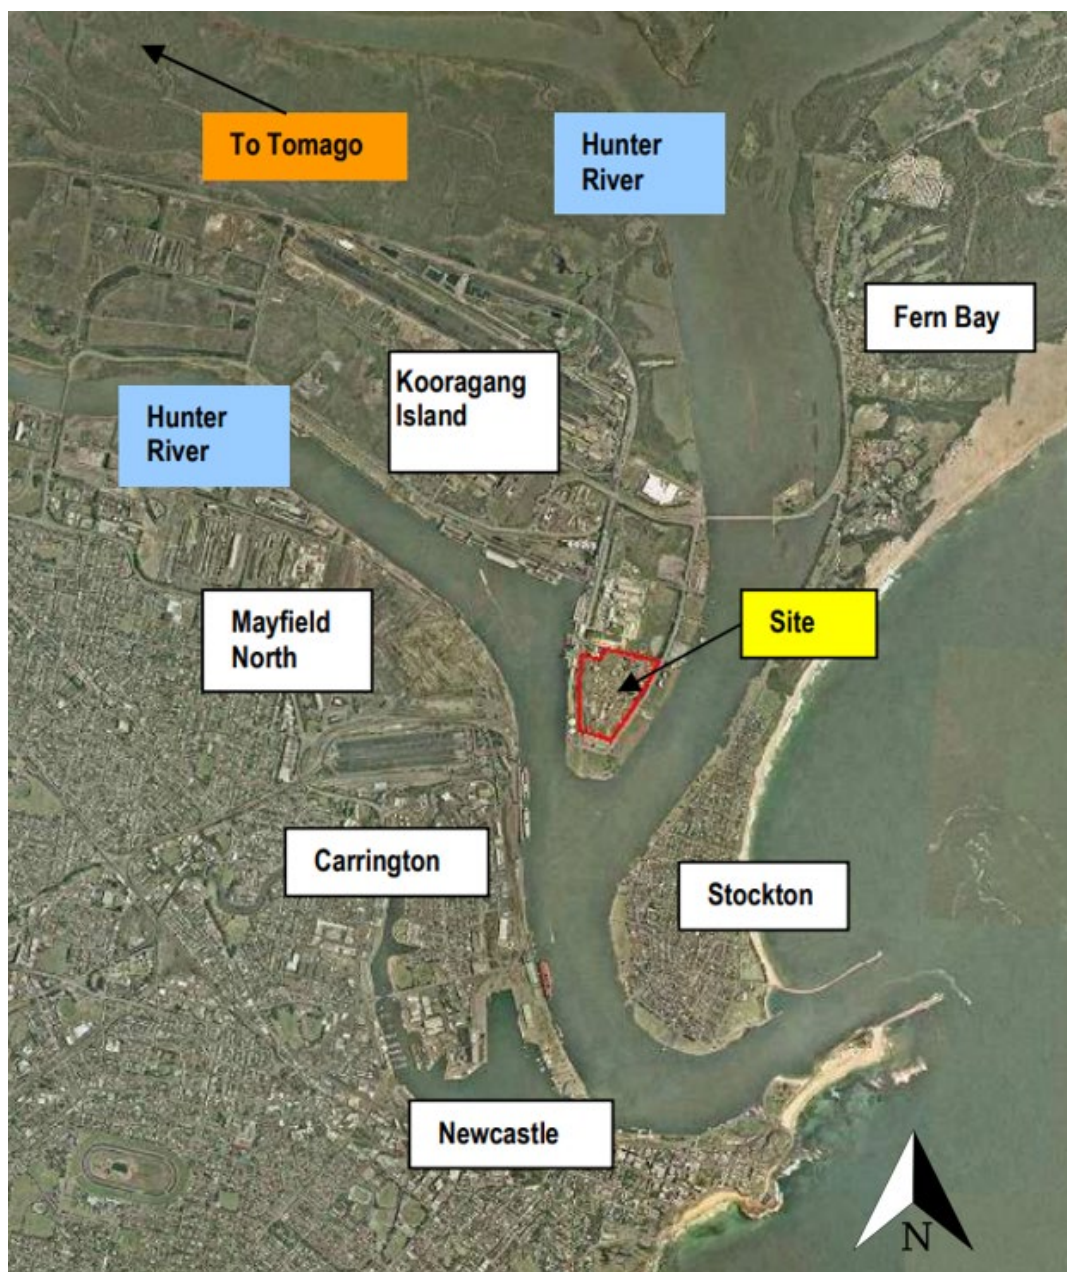 To Tomago
Hunter
River
Fern Bay
Kooragang
Island
Hunter
River
Mayfield
North
Site
Carrington
Stockton
Newcastle
N